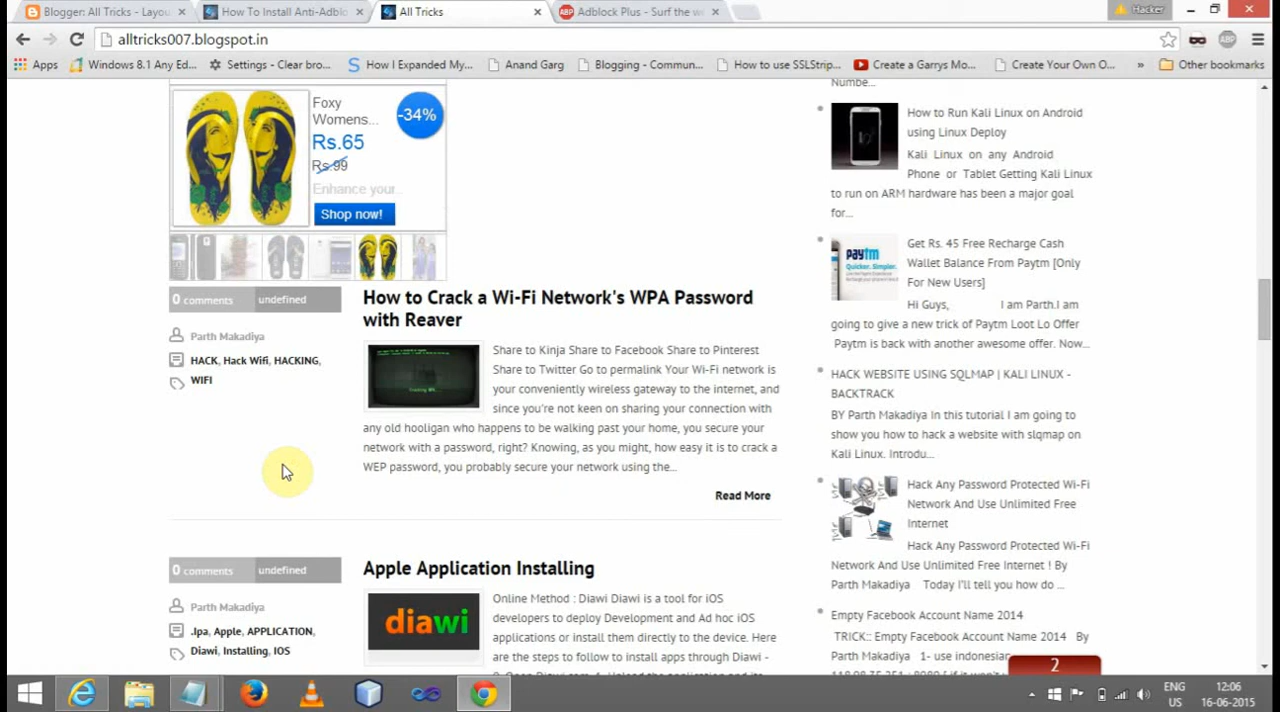 Blogger: All Tricks - Layou
How To Install Anti-Adblo
All Tricks
Adblock Plus - Surf the w
Hacker
alltricks007.blogspot.in
ABP
Apps
Windows 8.1 Any Ed...
Settings - Clear bro...
How I Expanded My...
Anand Garg
Blogging - Commun...
How to use SSLStrip...
Create a Garrys Mo...
Create Your Own O...
»
Other bookmarks
Foxy
Womens...
-34%
Rs.65
Rs.99
Enhance your...
Shop now!
0 comments
undefined
Parth Makadiya
HACK, Hack Wifi, HACKING,
WIFI
How to Crack a Wi-Fi Network's WPA Password
with Reaver
Share to Kinja Share to Facebook Share to Pinterest
Share to Twitter Go to permalink Your Wi-Fi network is
your conveniently wireless gateway to the internet, and
since you're not keen on sharing your connection with
any old hooligan who happens to be walking past your home, you secure your
network with a password, right? Knowing, as you might, how easy it is to crack a
WEP password, you probably secure your network using the...
Read More
0 comments
undefined
Parth Makadiya
.Ipa, Apple, APPLICATION,
Diawi, Installing, IOS
Apple Application Installing
diawi
Online Method : Diawi Diawi is a tool for iOS
developers to deploy Development and Ad hoc iOS
applications or install them directly to the device. Here
are the steps to follow to install apps through Diawi -
Numbe...
How to Run Kali Linux on Android
using Linux Deploy
Kali Linux on any Android
Phone or Tablet Getting Kali Linux
to run on ARM hardware has been a major goal
for...
paytm
Quicker. Simpler.
Get Rs. 45 Free Recharge Cash
Wallet Balance From Paytm [Only
For New Users]
Hi Guys, I am Parth.I am
going to give a new trick of Paytm Loot Lo Offer
Paytm is back with another awesome offer. Now...
HACK WEBSITE USING SQLMAP | KALI LINUX -
BACKTRACK
BY Parth Makadiya In this tutorial I am going to
show you how to hack a website with slqmap on
Kali Linux. Introdu...
Hack Any Password Protected Wi-Fi
Network And Use Unlimited Free
Internet
Hack Any Password Protected Wi-Fi
Network And Use Unlimited Free Internet ! By
Parth Makadiya Today I'll tell you how do ...
Empty Facebook Account Name 2014
TRICK:: Empty Facebook Account Name 2014 By
Parth Makadiya 1- use indonesian
2
ENG
US
12:06
16-06-2015